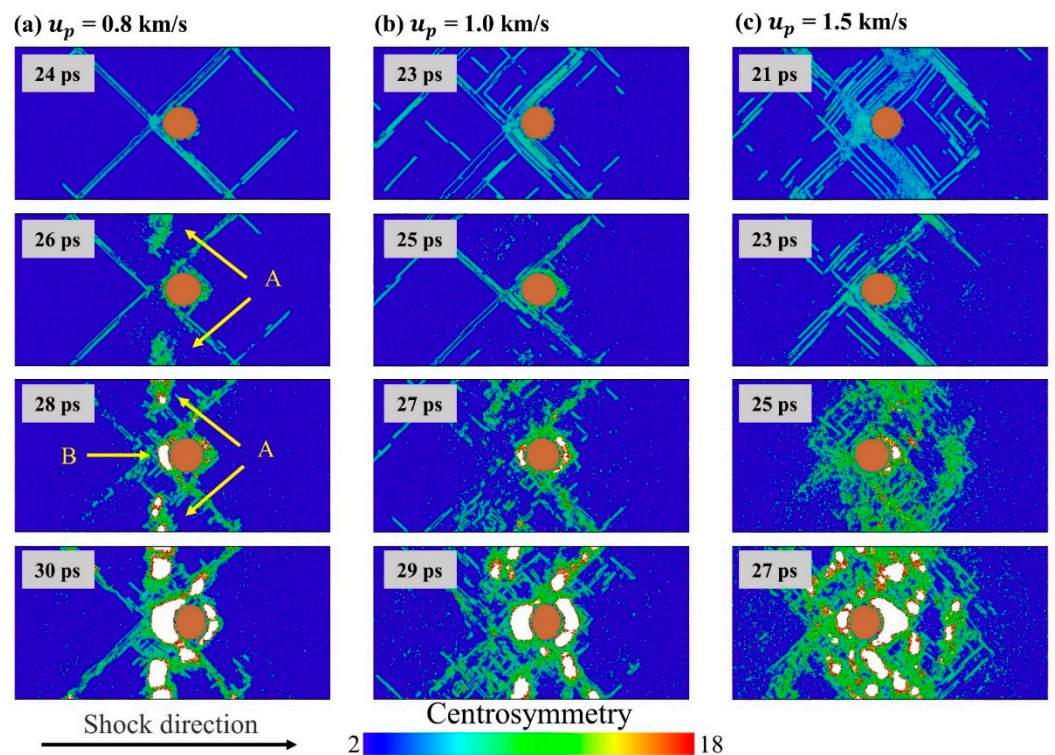 (a) u_p = 0.8 km/s
(b) u_p = 1.0 km/s
(c) u_p = 1.5 km/s
24 ps
23 ps
21 ps
26 ps
A
25 ps
23 ps
28 ps
B
A
27 ps
25 ps
30 ps
29 ps
27 ps
Shock direction
Centrosymmetry
2
18